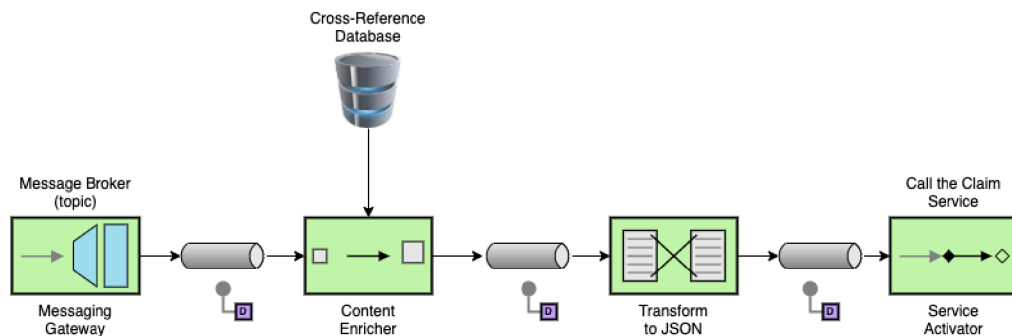 Cross-Reference
Database
Message Broker
(topic)
Call the Claim
Service
Messaging
Gateway
D
Content
Enricher
D
Transform
to JSON
D
Service
Activator